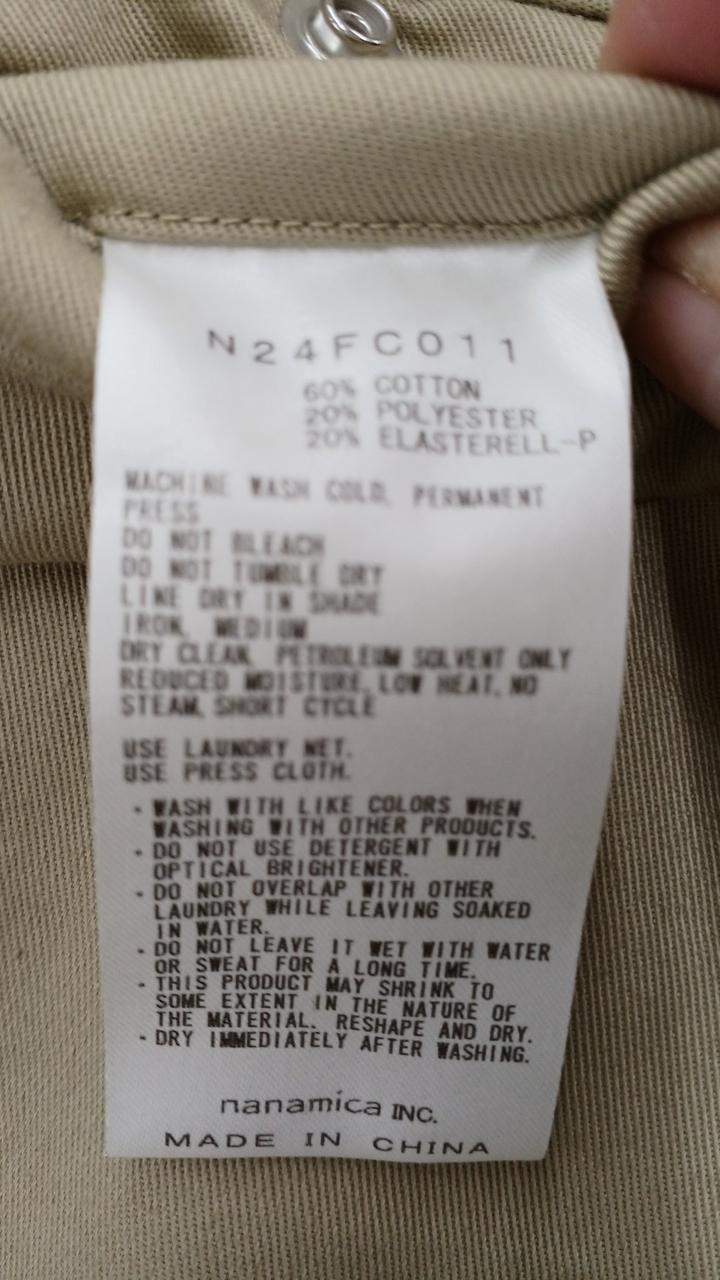 N24FC011
60% COTTON
20% POLYESTER
20% ELASTERELL-P
MACHINE WASH COLD, PERMANENT
PRESS
DO NOT BLEACH
DO NOT TUMBLE DRY
LINE DRY IN SHADE
IRON, MEDIUM
DRY CLEAN, PETROLEUM SOLVENT ONLY
REDUCED MOISTURE, LOW HEAT, NO
STEAM, SHORT CYCLE
USE LAUNDRY NET.
USE PRESS CLOTH.
- WASH WITH LIKE COLORS WHEN
WASHING WITH OTHER PRODUCTS.
- DO NOT USE DETERGENT WITH
OPTICAL BRIGHTENER.
- DO NOT OVERLAP WITH OTHER
LAUNDRY WHILE LEAVING SOAKED
IN WATER.
- DO NOT LEAVE IT WET WITH WATER
OR SWEAT FOR A LONG TIME.
- THIS PRODUCT MAY SHRINK TO
SOME EXTENT IN THE NATURE OF
THE MATERIAL. RESHAPE AND DRY.
- DRY IMMEDIATELY AFTER WASHING.
nanamica INC.
MADE IN CHINA